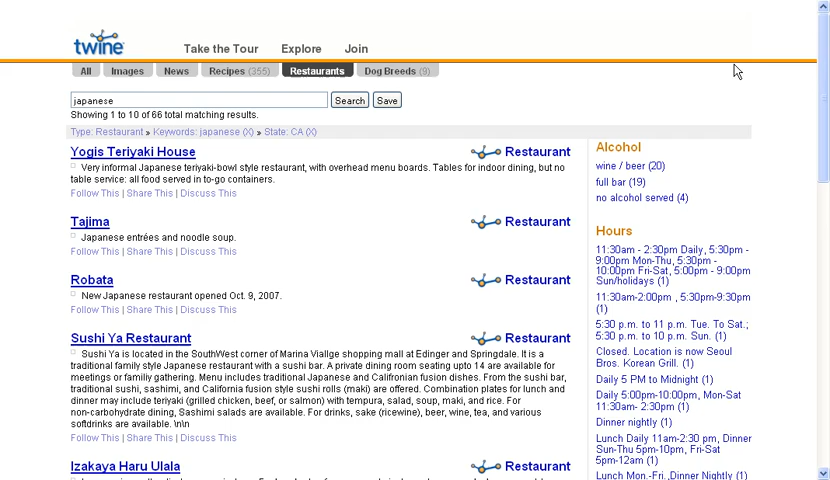 twine
Take the Tour Explore Join
All Images News Recipes (355) Restaurants Dog Breeds (9)
japanese Search Save
Showing 1 to 10 of 66 total matching results.
Type: Restaurant » Keywords: japanese (X) » State: CA (X)
Yogis Teriyaki House Restaurant
Very informal Japanese teriyaki-bowl style restaurant, with overhead menu boards. Tables for indoor dining, but no
table service: all food served in to-go containers.
Follow This | Share This | Discuss This
Tajima Restaurant
Japanese entrées and noodle soup.
Follow This | Share This | Discuss This
Robata Restaurant
New Japanese restaurant opened Oct. 9, 2007.
Follow This | Share This | Discuss This
Sushi Ya Restaurant Restaurant
Sushi Ya is located in the SouthWest corner of Marina Viallge shopping mall at Edinger and Springdale. It is a
traditional family style Japanese restaurant with a sushi bar. A private dining room seating upto 14 are available for
meetings or family gathering. Menu includes traditional Japanese and Califronian fusion dishes. From the sushi bar,
traditional sushi, sashimi, and California fusion style sushi rolls (maki) are offered. Combination plates for lunch and
dinner may include teriyaki (grilled chicken, beef, or salmon) with tempura, salad, soup, maki, and rice. For
non-carbohydrate dining, Sashimi salads are available. For drinks, sake (ricewine), beer, wine, tea, and various
softdrinks are available. \n\n
Follow This | Share This | Discuss This
Izakaya Haru Ulala Restaurant
Alcohol
wine / beer (20)
full bar (19)
no alcohol served (4)
Hours
11:30am - 2:30pm Daily, 5:30pm -
9:00pm Mon-Thu, 5:30pm -
10:00pm Fri-Sat, 5:00pm - 9:00pm
Sun/holidays (1)
11:30am-2:00pm , 5:30pm-9:30pm
(1)
5:30 p.m. to 11 p.m. Tue. To Sat.;
5:30 p.m. to 10 p.m. Sun. (1)
Closed. Location is now Seoul
Bros. Korean Grill. (1)
Daily 5 PM to Midnight (1)
Daily 5:00pm-10:00pm, Mon-Sat
11:30am- 2:30pm (1)
Dinner nightly (1)
Lunch Daily 11am-2:30 pm, Dinner
Sun-Thu 5pm-10pm, Fri-Sat
5pm-12am (1)
Lunch Mon.-Fri.,Dinner Nightly (1)